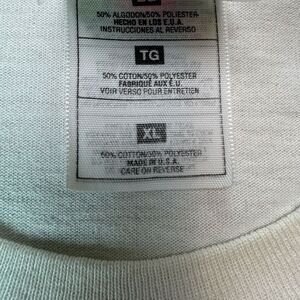 50% ALGODON/50% POLIESTER
HECHO EN LOS E.U.A.
INSTRUCCIONES AL REVERSO
TG
50% COTON/50% POLYESTER
FABRIQUÉ AUX É.U.
VOIR VERSO POUR ENTRETIEN
XL
50% COTTON/50% POLYESTER
MADE IN U.S.A.
CARE ON REVERSE